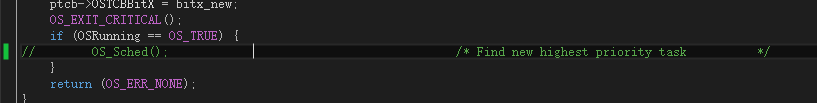 ptcb->OSTCBBitX = bitx_new;
OS_EXIT_CRITICAL();
if (OSRunning == OS_TRUE) {
// OS_Sched(); /* Find new highest priority task */
}
return (OS_ERR_NONE);
}